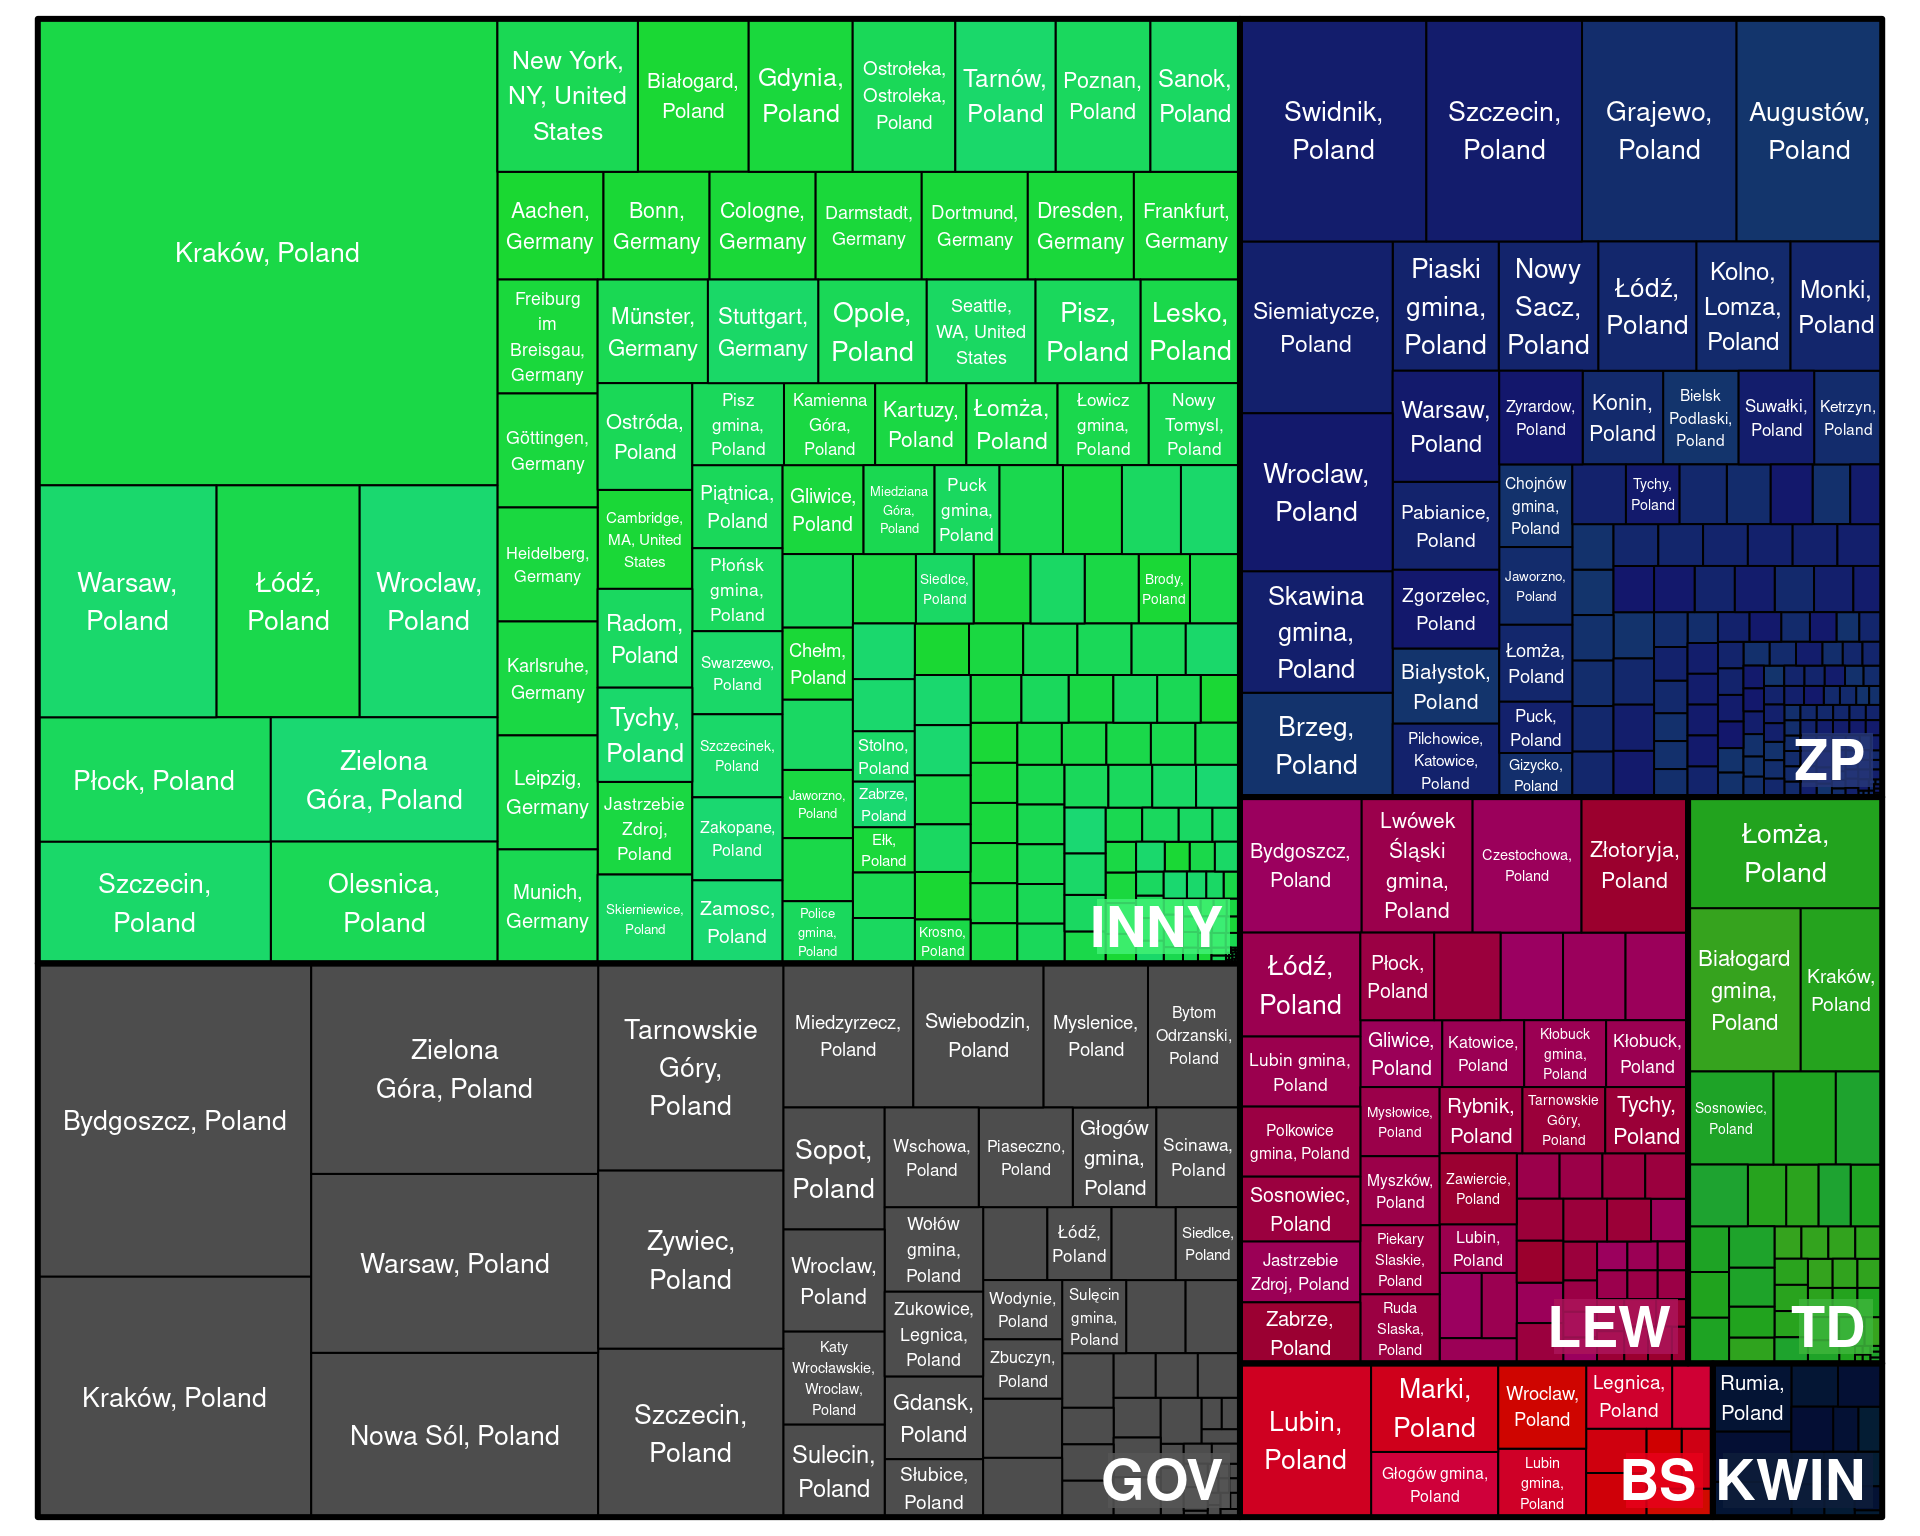 Kraków, Poland
New York,
NY, United
States
Białogard,
Poland
Gdynia,
Poland
Ostrołeka,
Ostroleka,
Poland
Tarnów,
Poland
Poznan,
Poland
Sanok,
Poland
Aachen,
Germany
Bonn,
Germany
Cologne,
Germany
Darmstadt,
Germany
Dortmund,
Germany
Dresden,
Germany
Frankfurt,
Germany
Freiburg
im
Breisgau,
Germany
Münster,
Germany
Stuttgart,
Germany
Opole,
Poland
Seattle,
WA, United
States
Pisz,
Poland
Lesko,
Poland
Göttingen,
Germany
Heidelberg,
Germany
Karlsruhe,
Germany
Leipzig,
Germany
Munich,
Germany
Ostróda,
Poland
Cambridge,
MA, United
States
Radom,
Poland
Tychy,
Poland
Jastrzebie
Zdroj,
Poland
Skierniewice,
Poland
Pisz
gmina,
Poland
Kamienna
Góra,
Poland
Kartuzy,
Poland
Łomża,
Poland
Łowicz
gmina,
Poland
Nowy
Tomysl,
Poland
Piątnica,
Poland
Płońsk
gmina,
Poland
Swarzewo,
Poland
Szczecinek,
Poland
Zakopane,
Poland
Zamosc,
Poland
Gliwice,
Poland
Miedziana
Góra,
Poland
Puck
gmina,
Poland
Siedlce,
Poland
Brody,
Poland
Chełm,
Poland
Jaworzno,
Poland
Police
gmina,
Poland
Stolno,
Poland
Zabrze,
Poland
Ełk,
Poland
Krosno,
Poland
Warsaw,
Poland
Łódź,
Poland
Wroclaw,
Poland
Płock, Poland
Zielona
Góra, Poland
Szczecin,
Poland
Olesnica,
Poland
INNY
Swidnik,
Poland
Szczecin,
Poland
Grajewo,
Poland
Augustów,
Poland
Siemiatycze,
Poland
Wroclaw,
Poland
Skawina
gmina,
Poland
Brzeg,
Poland
Piaski
gmina,
Poland
Nowy
Sacz,
Poland
Łódź,
Poland
Kolno,
Lomza,
Poland
Monki,
Poland
Warsaw,
Poland
Pabianice,
Poland
Zgorzelec,
Poland
Białystok,
Poland
Pilchowice,
Katowice,
Poland
Zyrardow,
Poland
Konin,
Poland
Bielsk
Podlaski,
Poland
Suwałki,
Poland
Ketrzyn,
Poland
Chojnów
gmina,
Poland
Tychy,
Poland
Jaworzno,
Poland
Łomża,
Poland
Puck,
Poland
Gizycko,
Poland
ZP
Bydgoszcz, Poland
Kraków, Poland
Zielona
Góra, Poland
Warsaw, Poland
Nowa Sól, Poland
Tarnowskie
Góry,
Poland
Zywiec,
Poland
Szczecin,
Poland
Miedzyrzecz,
Poland
Swiebodzin,
Poland
Myslenice,
Poland
Bytom
Odrzanski,
Poland
Sopot,
Poland
Wroclaw,
Poland
Katy
Wrocławskie,
Wroclaw,
Poland
Sulecin,
Poland
Wschowa,
Poland
Piaseczno,
Poland
Głogów
gmina,
Poland
Scinawa,
Poland
Wołów
gmina,
Poland
Zukowice,
Legnica,
Poland
Gdansk,
Poland
Słubice,
Poland
Łódź,
Poland
Siedlce,
Poland
Wodynie,
Poland
Zbuczyn,
Poland
Sulęcin
gmina,
Poland
GOV
Bydgoszcz,
Poland
Lwówek
Śląski
gmina,
Poland
Czestochowa,
Poland
Złotoryja,
Poland
Łódź,
Poland
Lubin gmina,
Poland
Polkowice
gmina, Poland
Sosnowiec,
Poland
Jastrzebie
Zdroj, Poland
Zabrze,
Poland
Płock,
Poland
Gliwice,
Poland
Katowice,
Poland
Kłobuck
gmina,
Poland
Kłobuck,
Poland
Mysłowice,
Poland
Rybnik,
Poland
Tarnowskie
Góry,
Poland
Tychy,
Poland
Myszków,
Poland
Piekary
Slaskie,
Poland
Ruda
Slaska,
Poland
Zawiercie,
Poland
Lubin,
Poland
LEW
Łomża,
Poland
Białogard
gmina,
Poland
Kraków,
Poland
Sosnowiec,
Poland
TD
Lubin,
Poland
Marki,
Poland
Głogów gmina,
Poland
Wroclaw,
Poland
Lubin
gmina,
Poland
Legnica,
Poland
BS
Rumia,
Poland
KWIN